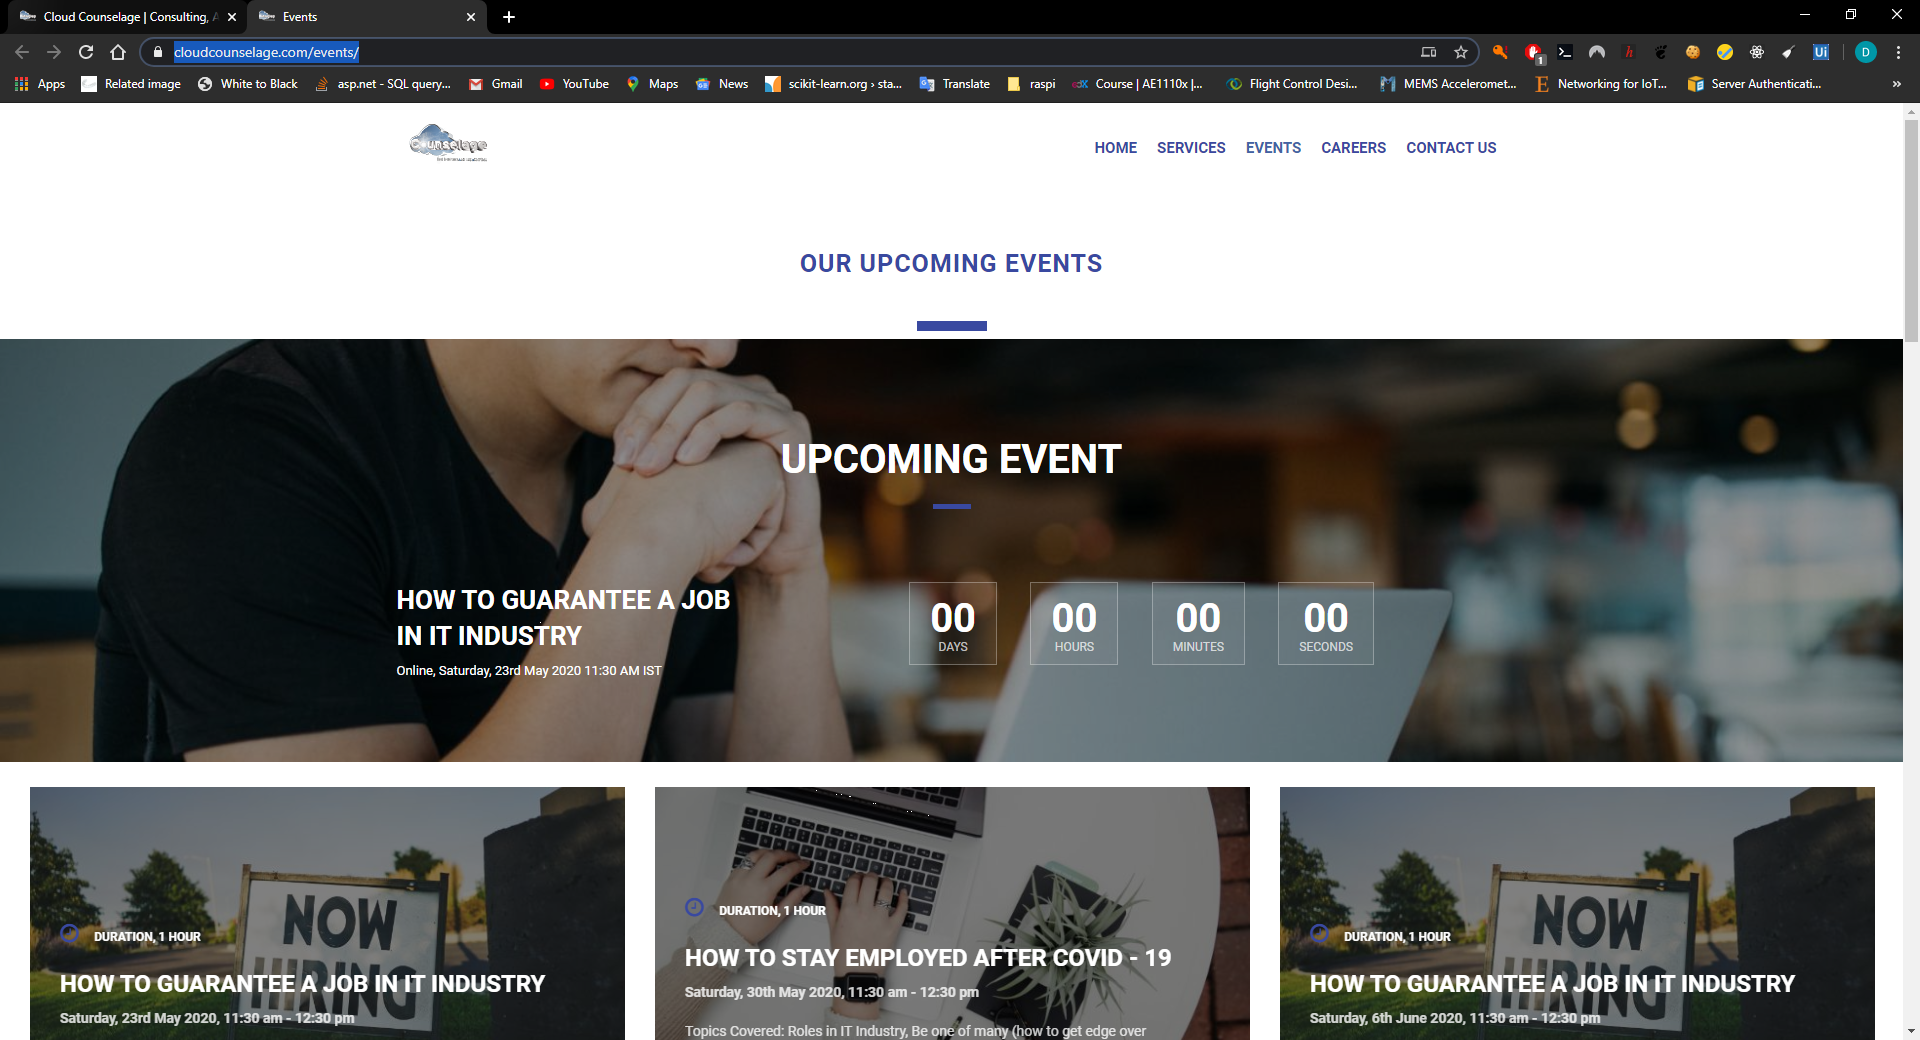 Cloud Counselage | Consulting, A
Events
cloudcounselage.com/events/
1
Ui
D
Apps
Related image
White to Black
asp.net - SQL query...
Gmail
YouTube
Maps
News
scikit-learn.org › sta...
Translate
raspi
Course | AE1110x |...
Flight Control Desi...
MEMS Acceleromet...
Networking for IoT...
Server Authenticati...
»
Counselage
HOME
SERVICES
EVENTS
CAREERS
CONTACT US
OUR UPCOMING EVENTS
UPCOMING EVENT
HOW TO GUARANTEE A JOB
IN IT INDUSTRY
Online, Saturday, 23rd May 2020 11:30 AM IST
00
DAYS
00
HOURS
00
MINUTES
00
SECONDS
NOW
HIRING
DURATION, 1 HOUR
HOW TO GUARANTEE A JOB IN IT INDUSTRY
Saturday, 23rd May 2020, 11:30 am - 12:30 pm
DURATION, 1 HOUR
HOW TO STAY EMPLOYED AFTER COVID - 19
Saturday, 30th May 2020, 11:30 am - 12:30 pm
Topics Covered: Roles in IT Industry, Be one of many (how to get edge over
NOW
HIRING
DURATION, 1 HOUR
HOW TO GUARANTEE A JOB IN IT INDUSTRY
Saturday, 6th June 2020, 11:30 am - 12:30 pm